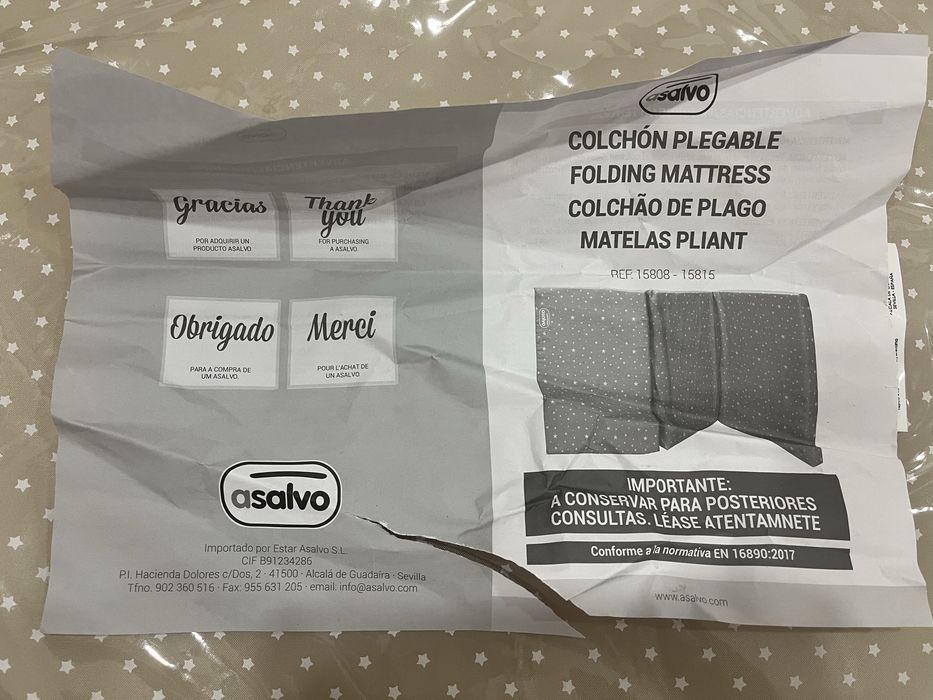 Gracias
POR ADQUIRIR UN
PRODUCTO ASALVO
Thank
you
FOR PURCHASING
A ASALVO.
Obrigado
PARA A COMPRA DE
UM ASALVO.
Merci
POUR L'ACHAT DE
UN ASALVO.
asalvo
Importado por Estar Asalvo S.L.
CIF B91234286
P.I. Hacienda Dolores c/Dos, 2 · 41500 · Alcalá de Guadaíra · Sevilla
Tfno. 902 360 516 · Fax: 955 631 205 · email: info@asalvo.com
asalvo
COLCHÓN PLEGABLE
FOLDING MATTRESS
COLCHÃO DE PLAGO
MATELAS PLIANT
REF. 15808 - 15815
IMPORTANTE:
A CONSERVAR PARA POSTERIORES
CONSULTAS. LÉASE ATENTAMNETE
Conforme a la normativa EN 16890:2017
www.asalvo.com